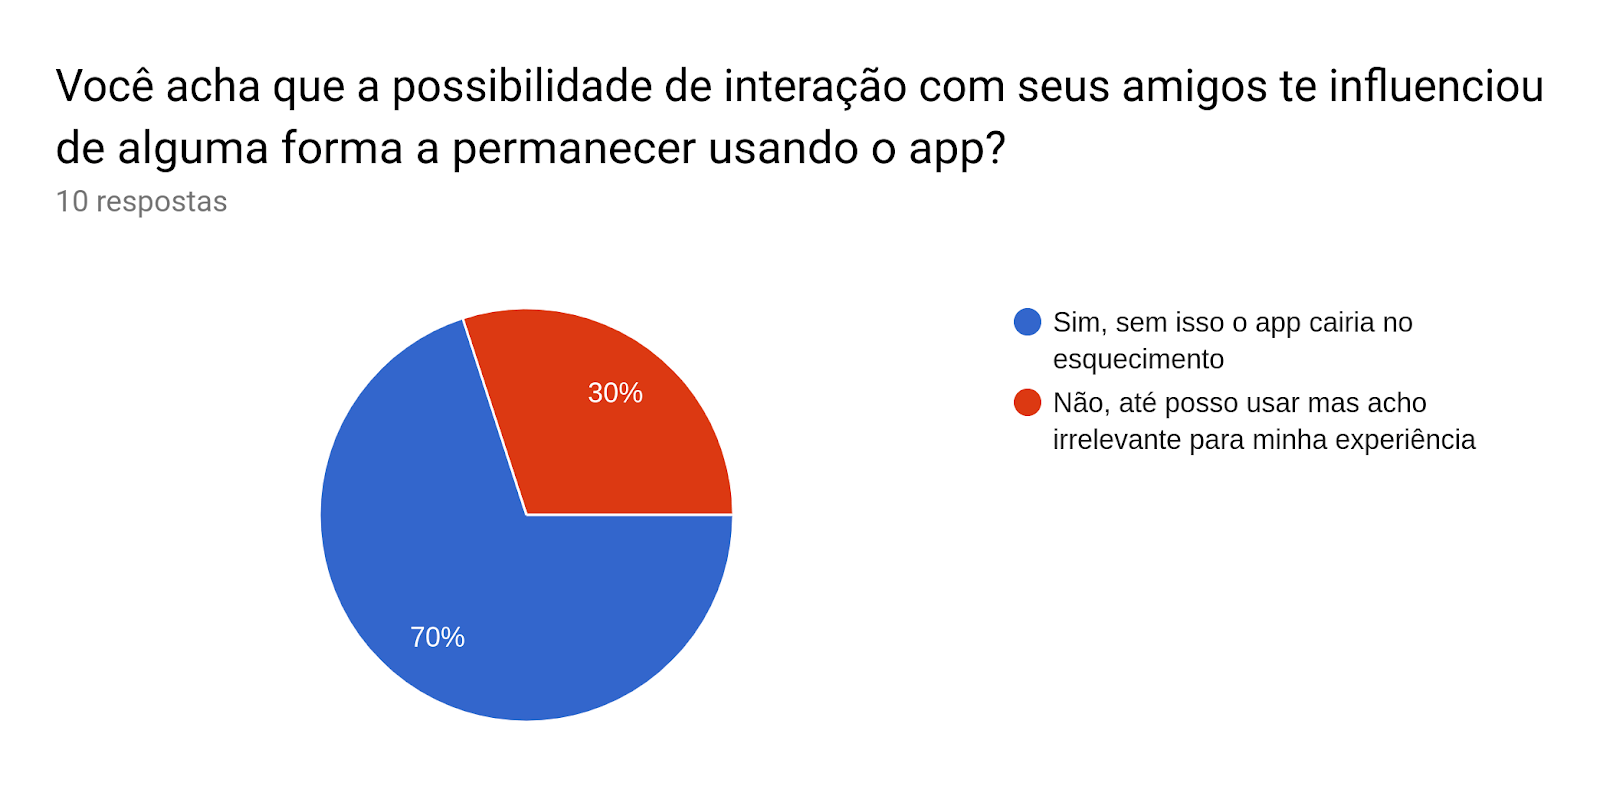 Você acha que a possibilidade de interação com seus amigos te influenciou
de alguma forma a permanecer usando o app?
10 respostas
Sim, sem isso o app cairia no
esquecimento
Não, até posso usar mas acho
irrelevante para minha experiência
30%
70%